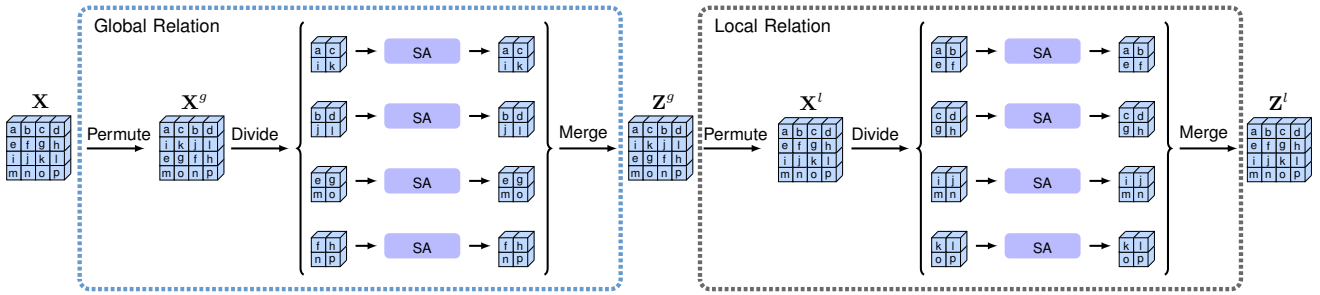 Global Relation
Local Relation
X
Permute
X^g
Divide
a c
i k
SA
a c
i k
b d
j l
SA
b d
j l
e g
m o
SA
e g
m o
f h
n p
SA
f h
n p
Merge
Z^g
Permute
X^l
Divide
a b
e f
SA
a b
e f
c d
g h
SA
c d
g h
i j
m n
SA
i j
m n
k l
o p
SA
k l
o p
Merge
Z^l
a b c d
e f g h
i j k l
m n o p
a c b d
i k j l
e g f h
m o n p
a c b d
i k j l
e g f h
m o n p
a b f c
e f g h
i j k l
m n o p
a b c d
e f g h
i j k l
m n o p